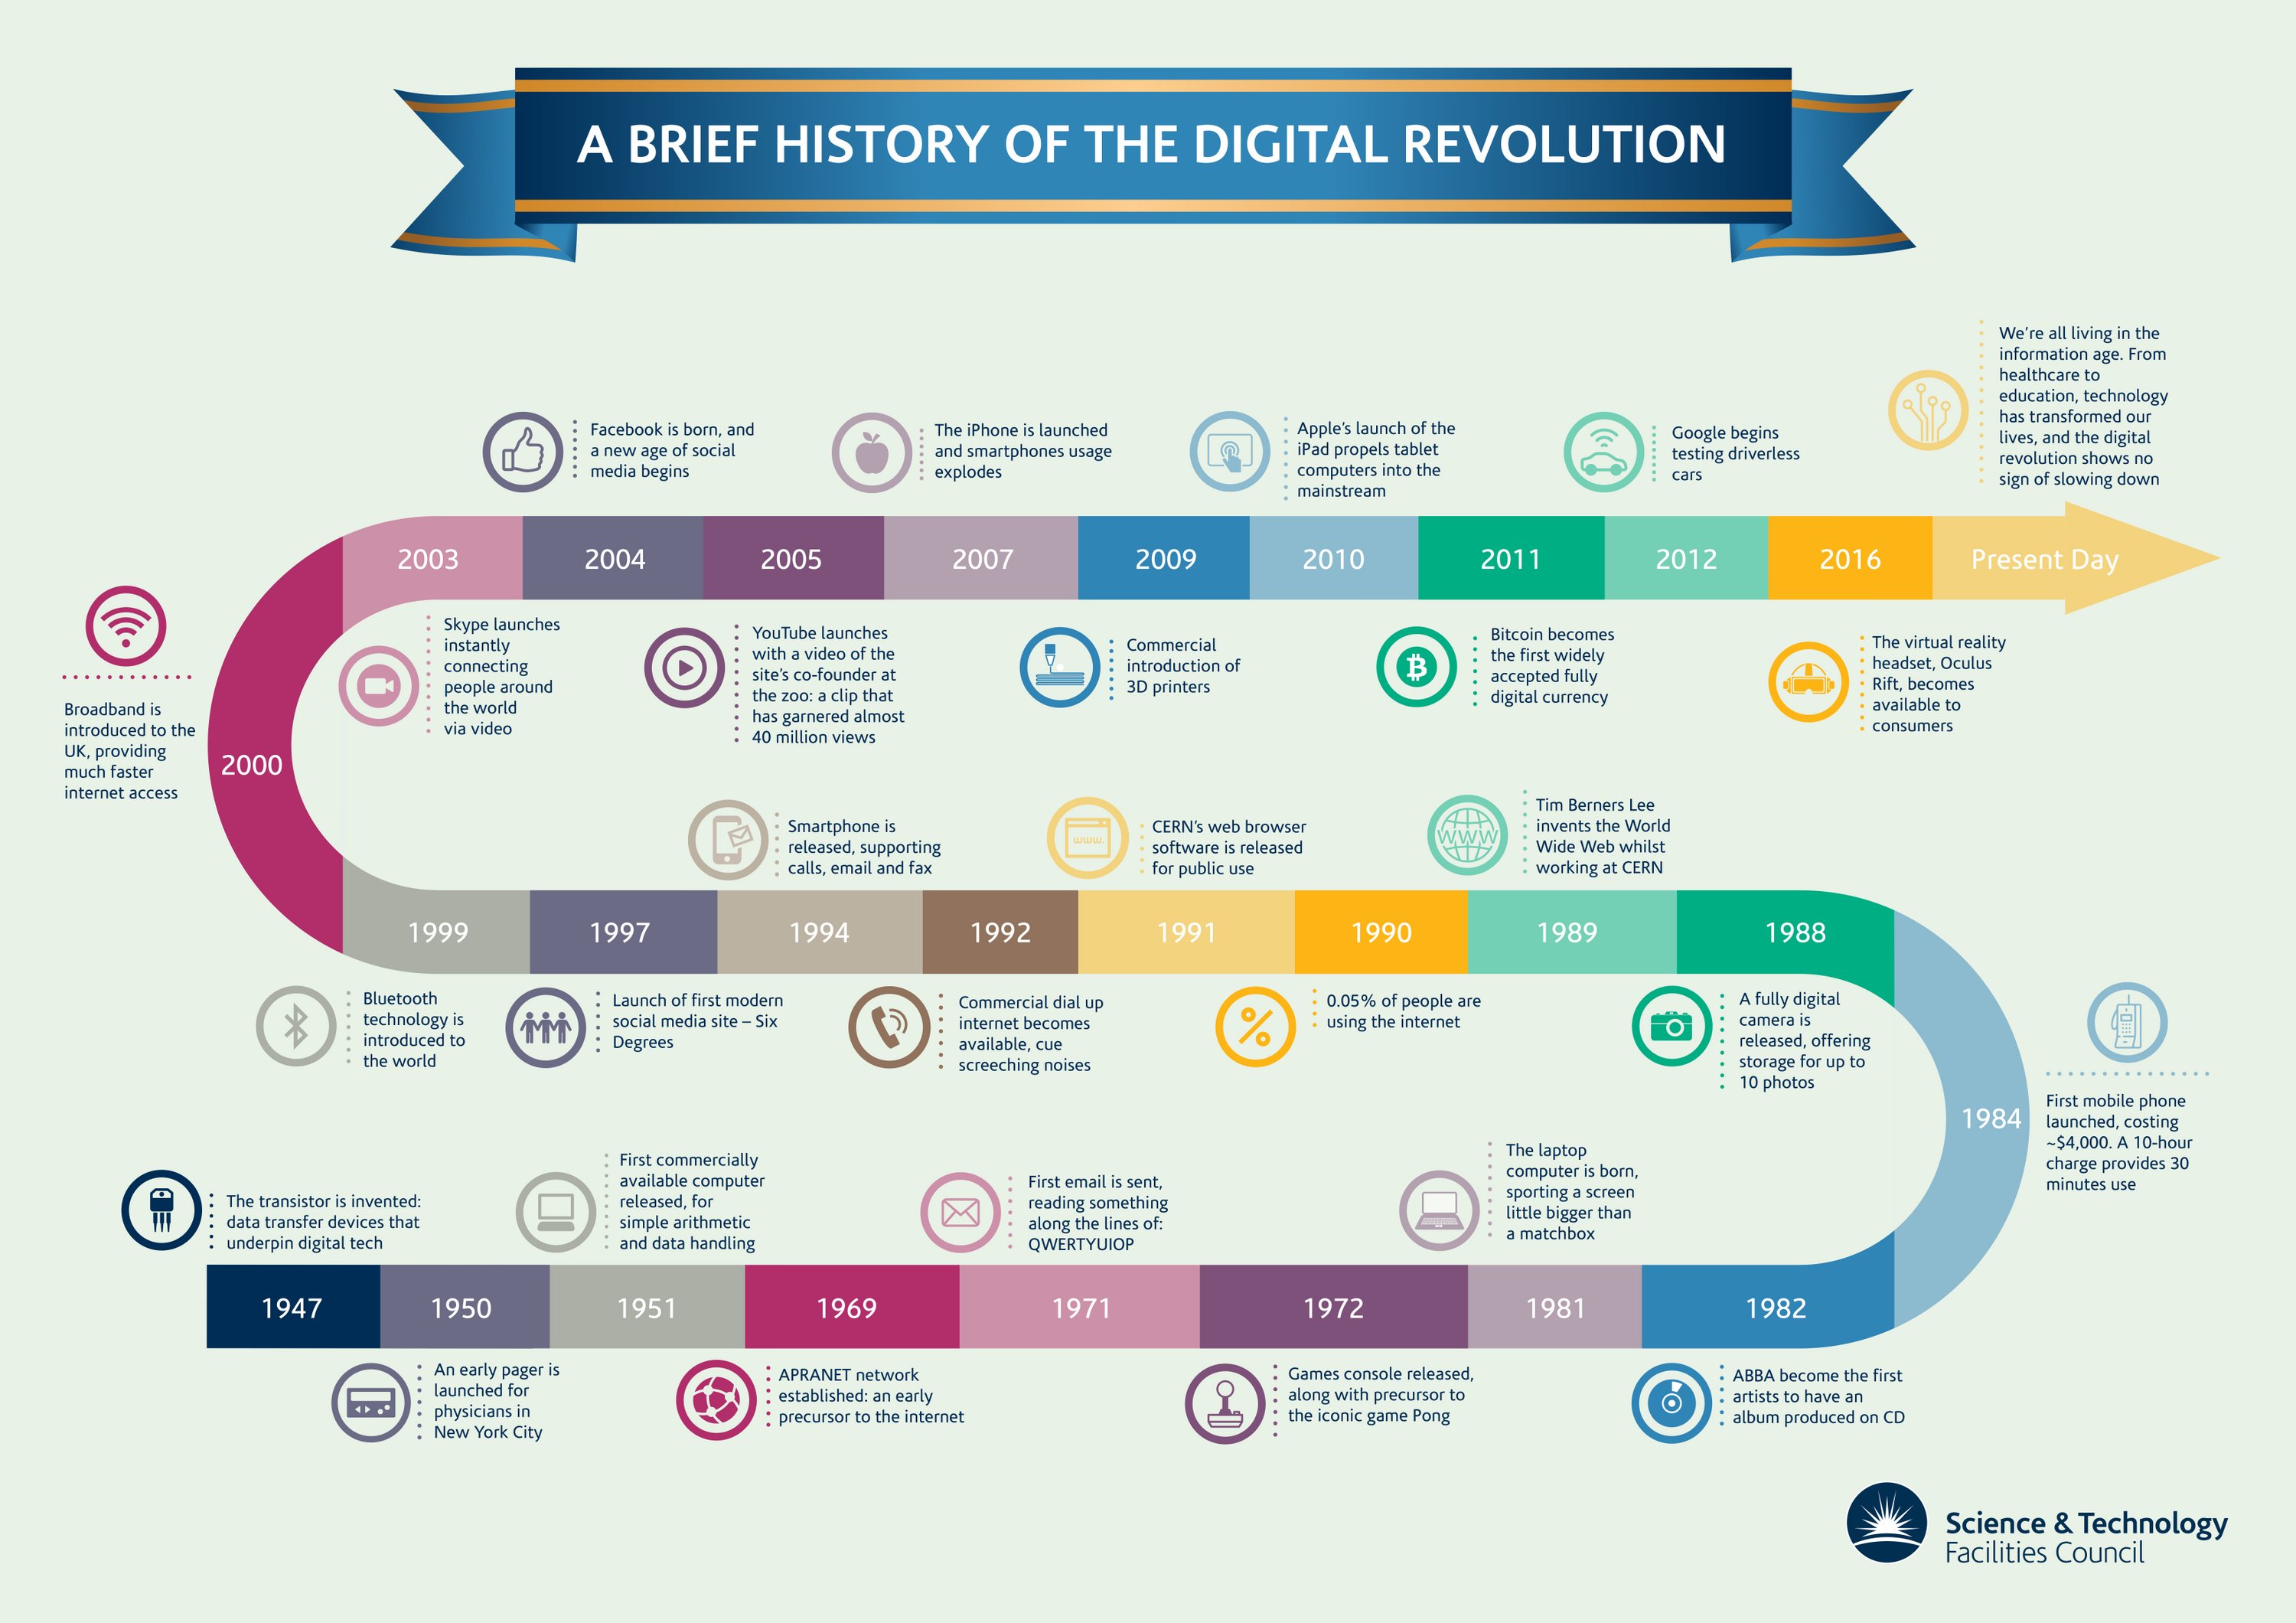 A BRIEF HISTORY OF THE DIGITAL REVOLUTION
We're all living in the
information age. From
healthcare to
education, technology
has transformed our
lives, and the digital
revolution shows no
sign of slowing down
Facebook is born, and
a new age of social
media begins
The iPhone is launched
and smartphones usage
explodes
Apple's launch of the
iPad propels tablet
computers into the
mainstream
Google begins
testing driverless
cars
2003
2004
2005
2007
2009
2010
2011
2012
2016
Present Day
Broadband is
introduced to the
UK, providing
much faster
internet access
2000
Skype launches
instantly
connecting
people around
the world
via video
YouTube launches
with a video of the
site's co-founder at
the zoo: a clip that
has garnered almost
40 million views
Commercial
introduction of
3D printers
Bitcoin becomes
the first widely
accepted fully
digital currency
The virtual reality
headset, Oculus
Rift, becomes
available to
consumers
Smartphone is
released, supporting
calls, email and fax
www.
CERN's web browser
software is released
for public use
WWW
Tim Berners Lee
invents the World
Wide Web whilst
working at CERN
1999
1997
1994
1992
1991
1990
1989
1988
Bluetooth
technology is
introduced to
the world
Launch of first modern
social media site – Six
Degrees
Commercial dial up
internet becomes
available, cue
screeching noises
%
0.05% of people are
using the internet
A fully digital
camera is
released, offering
storage for up to
10 photos
1984
First mobile phone
launched, costing
~$4,000. A 10-hour
charge provides 30
minutes use
The transistor is invented:
data transfer devices that
underpin digital tech
First commercially
available computer
released, for
simple arithmetic
and data handling
First email is sent,
reading something
along the lines of:
QWERTYUIOP
The laptop
computer is born,
sporting a screen
little bigger than
a matchbox
1947
1950
1951
1969
1971
1972
1981
1982
An early pager is
launched for
physicians in
New York City
APRANET network
established: an early
precursor to the internet
Games console released,
along with precursor to
the iconic game Pong
ABBA become the first
artists to have an
album produced on CD
Science & Technology
Facilities Council